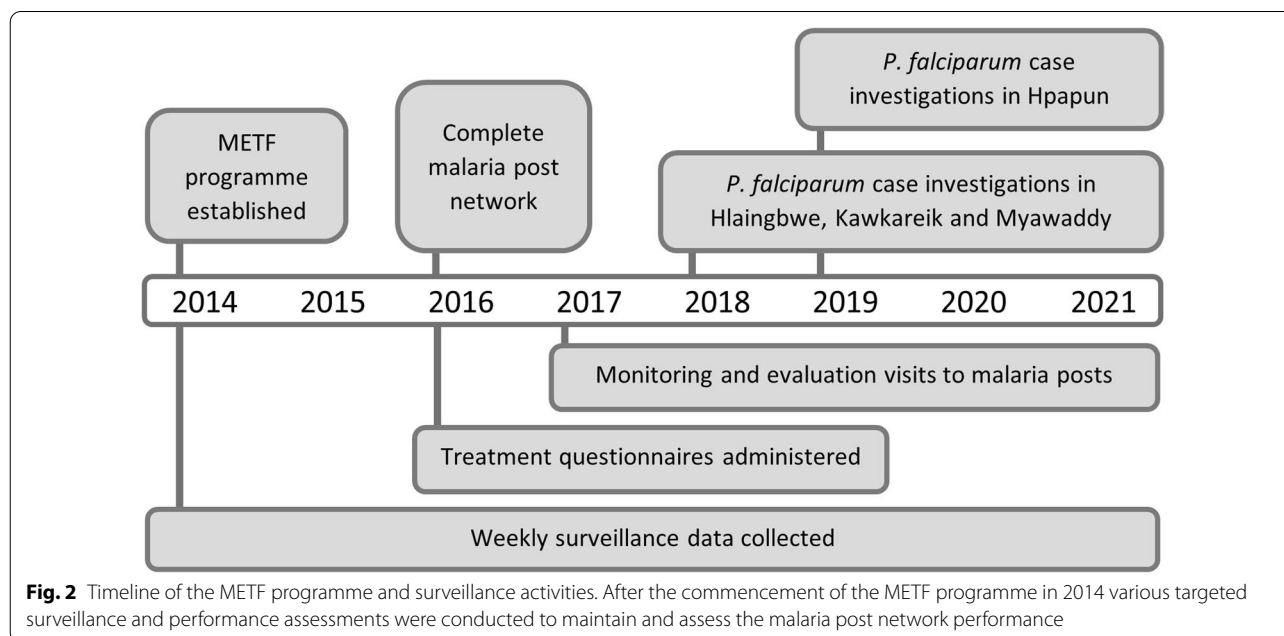 P. falciparum case
investigations in Hpapun
METF
programme
established
Complete
malaria post
network
P. falciparum case investigations in
Hlaingbwe, Kawkareik and Myawaddy
2014 2015 2016 2017 2018 2019 2020 2021
Monitoring and evaluation visits to malaria posts
Treatment questionnaires administered
Weekly surveillance data collected
Fig. 2 Timeline of the METF programme and surveillance activities. After the commencement of the METF programme in 2014 various targeted
surveillance and performance assessments were conducted to maintain and assess the malaria post network performance